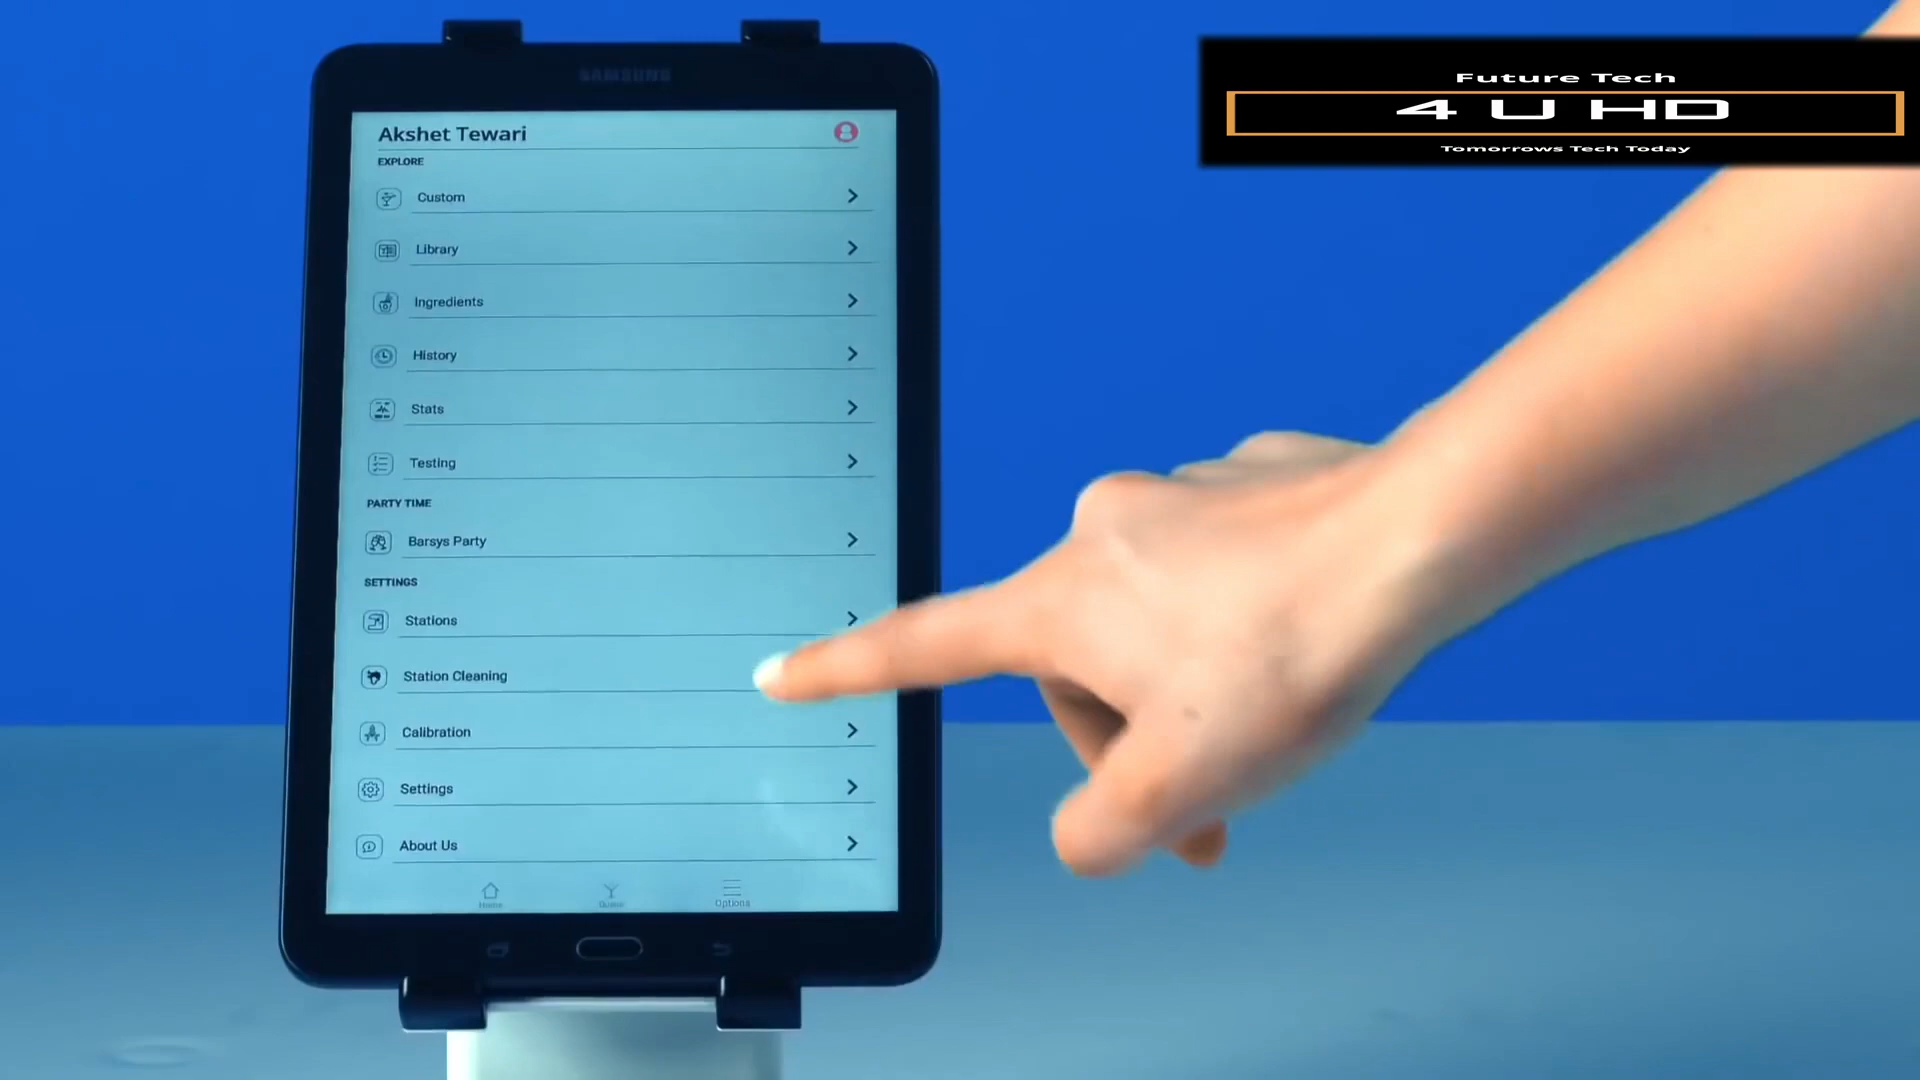 SAMSUNG
Future Tech
4 U HD
Tomorrows Tech Today
Akshet Tewari
EXPLORE
Custom
Library
Ingredients
History
Stats
Testing
PARTY TIME
Barsys Party
SETTINGS
Stations
Station Cleaning
Calibration
Settings
About Us
Home
Options